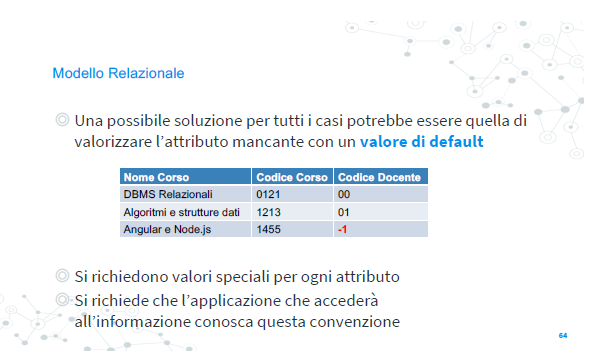 Modello Relazionale
Una possibile soluzione per tutti i casi potrebbe essere quella di
valorizzare l'attributo mancante con un valore di default
Nome Corso Codice Corso Codice Docente
DBMS Relazionali 0121 00
Algoritmi e strutture dati 1213 01
Angular e Node.js 1455 -1
Si richiedono valori speciali per ogni attributo
Si richiede che l'applicazione che accederà
all'informazione conosca questa convenzione
64